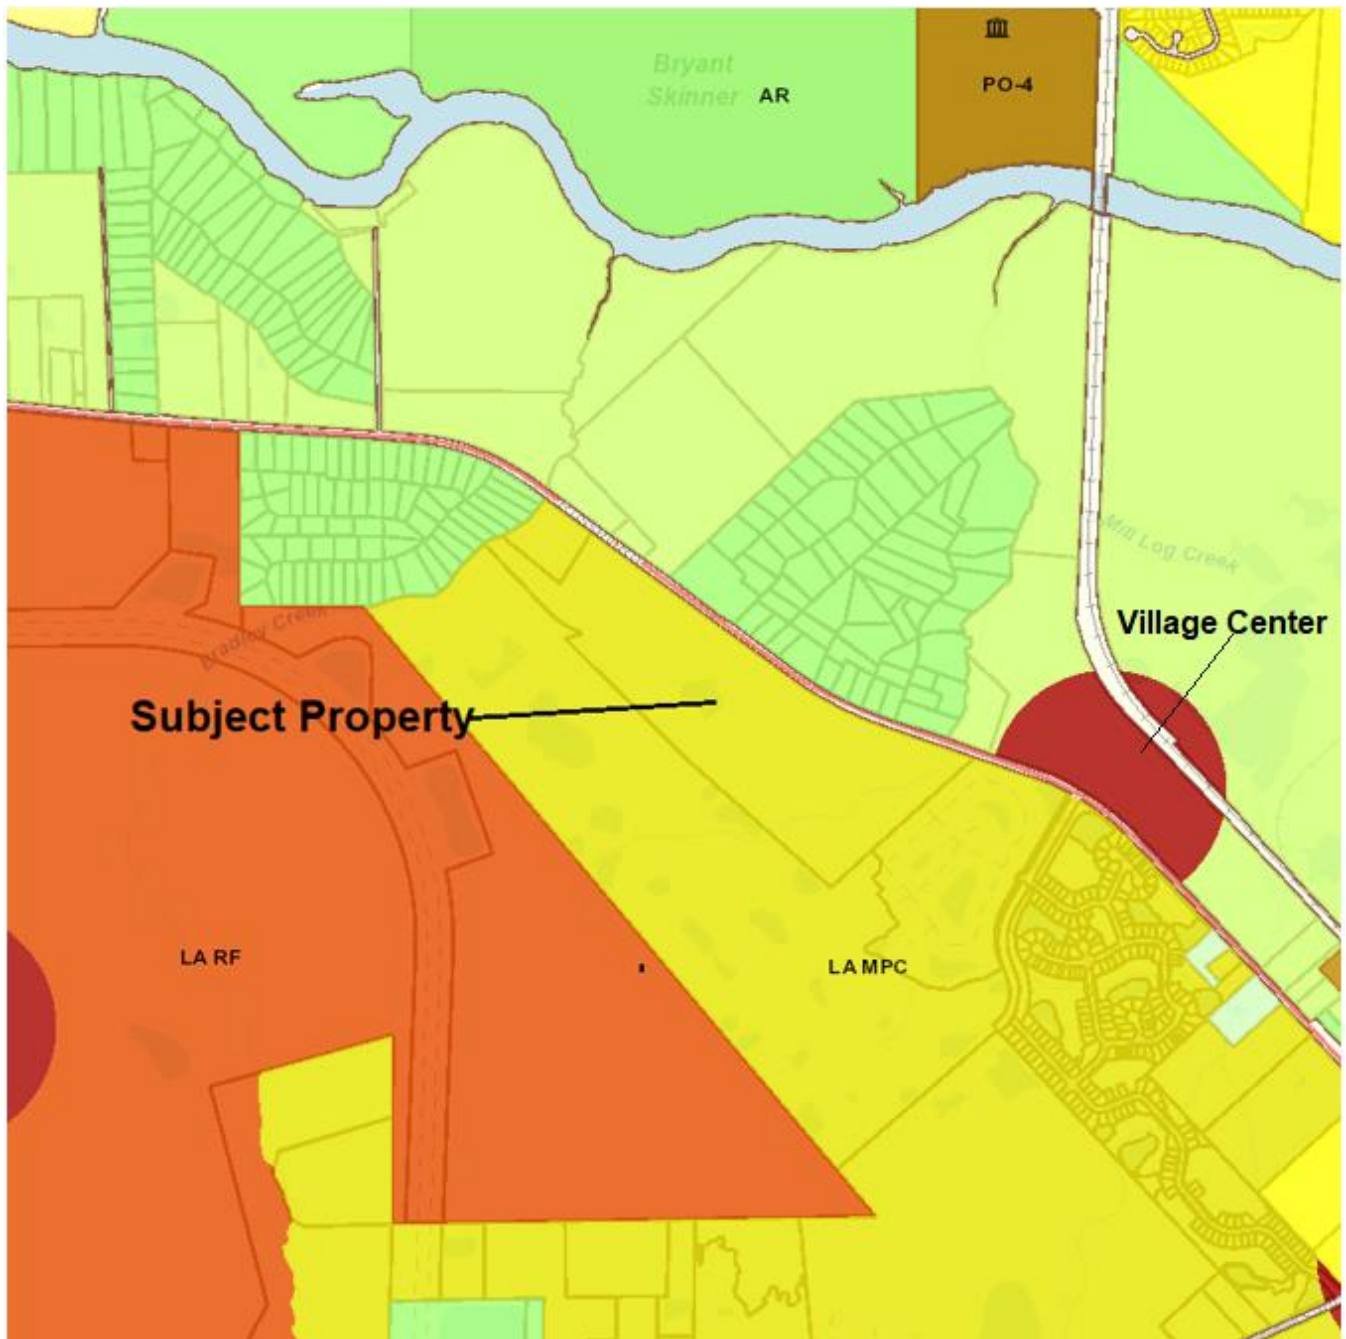 Bryant
Skinner
AR
PO-4
Mill Log Creek
Village Center
Bradley Creek
Subject Property
LA RF
LA MPC